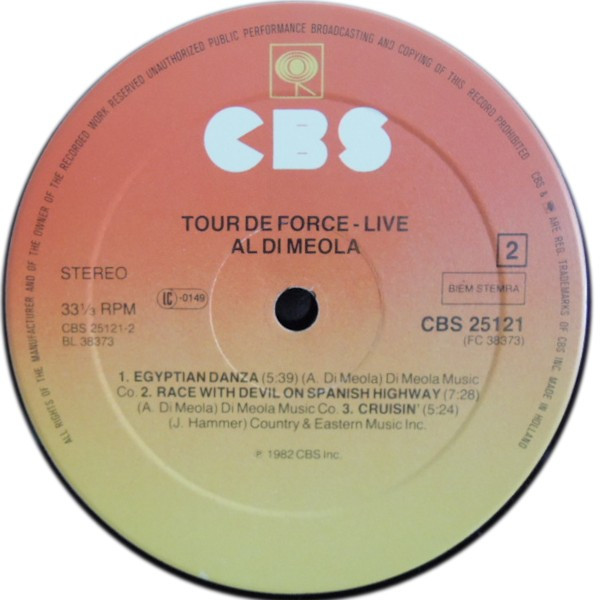 ALL RIGHTS OF THE MANUFACTURER AND OF THE OWNER OF THE RECORDED WORK RESERVED UNAUTHORIZED PUBLIC PERFORMANCE BROADCASTING AND COPYING OF THIS RECORD PROHIBITED
CBS & ARE REG. TRADEMARKS OF CBS INC. MADE IN HOLLAND
CBS
TOUR DE FORCE - LIVE
AL DI MEOLA
2
STEREO
BIEM STEMRA
LC-0149
33⅓ RPM
CBS 25121
CBS 25121-2
(FC 38373)
BL 38373
1. EGYPTIAN DANZA (5:39) (A. Di Meola) Di Meola Music
Co. 2. RACE WITH DEVIL ON SPANISH HIGHWAY (7:28)
(A. Di Meola) Di Meola Music Co. 3. CRUISIN' (5:24)
(J. Hammer) Country & Eastern Music Inc.
℗ 1982 CBS Inc.